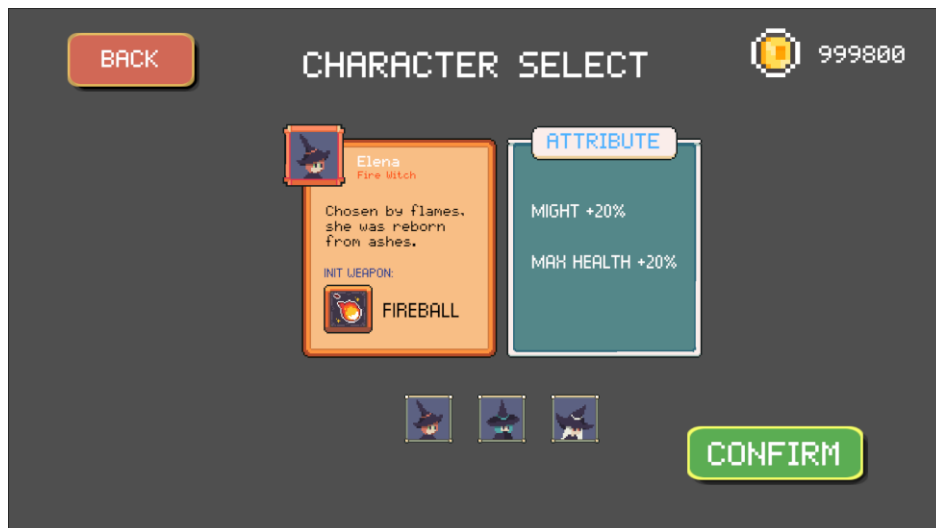 BACK
CHARACTER SELECT
999800
Elena
Fire Witch
Chosen by flames,
she was reborn
from ashes.
INIT WEAPON:
FIREBALL
ATTRIBUTE
MIGHT +20%
MAX HEALTH +20%
CONFIRM